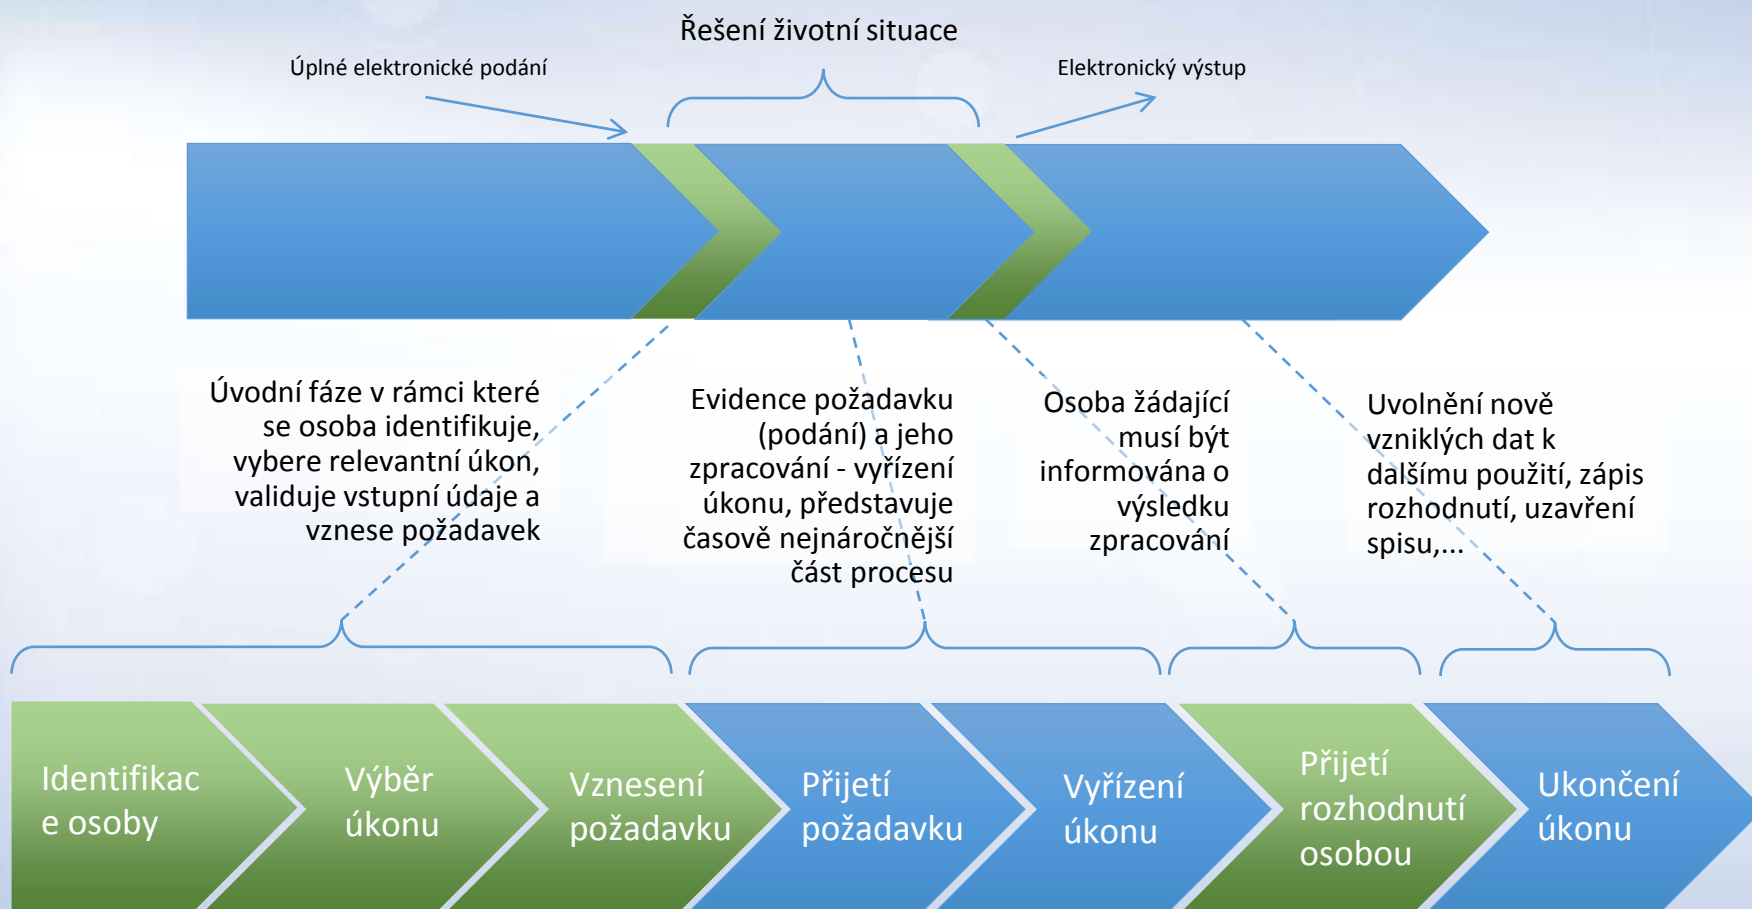 Řešení životní situace
Úplné elektronické podání
Elektronický výstup
Úvodní fáze v rámci které
se osoba identifikuje,
vybere relevantní úkon,
validuje vstupní údaje a
vznese požadavek
Evidence požadavku
(podání) a jeho
zpracování - vyřízení
úkonu, představuje
časově nejnáročnější
část procesu
Osoba žádající
musí být
informována o
výsledku
zpracování
Uvolnění nově
vzniklých dat k
dalšímu použití, zápis
rozhodnutí, uzavření
spisu,...
Identifikac
e osoby
Výběr
úkonu
Vznesení
požadavku
Přijetí
požadavku
Vyřízení
úkonu
Přijetí
rozhodnutí
osobou
Ukončení
úkonu